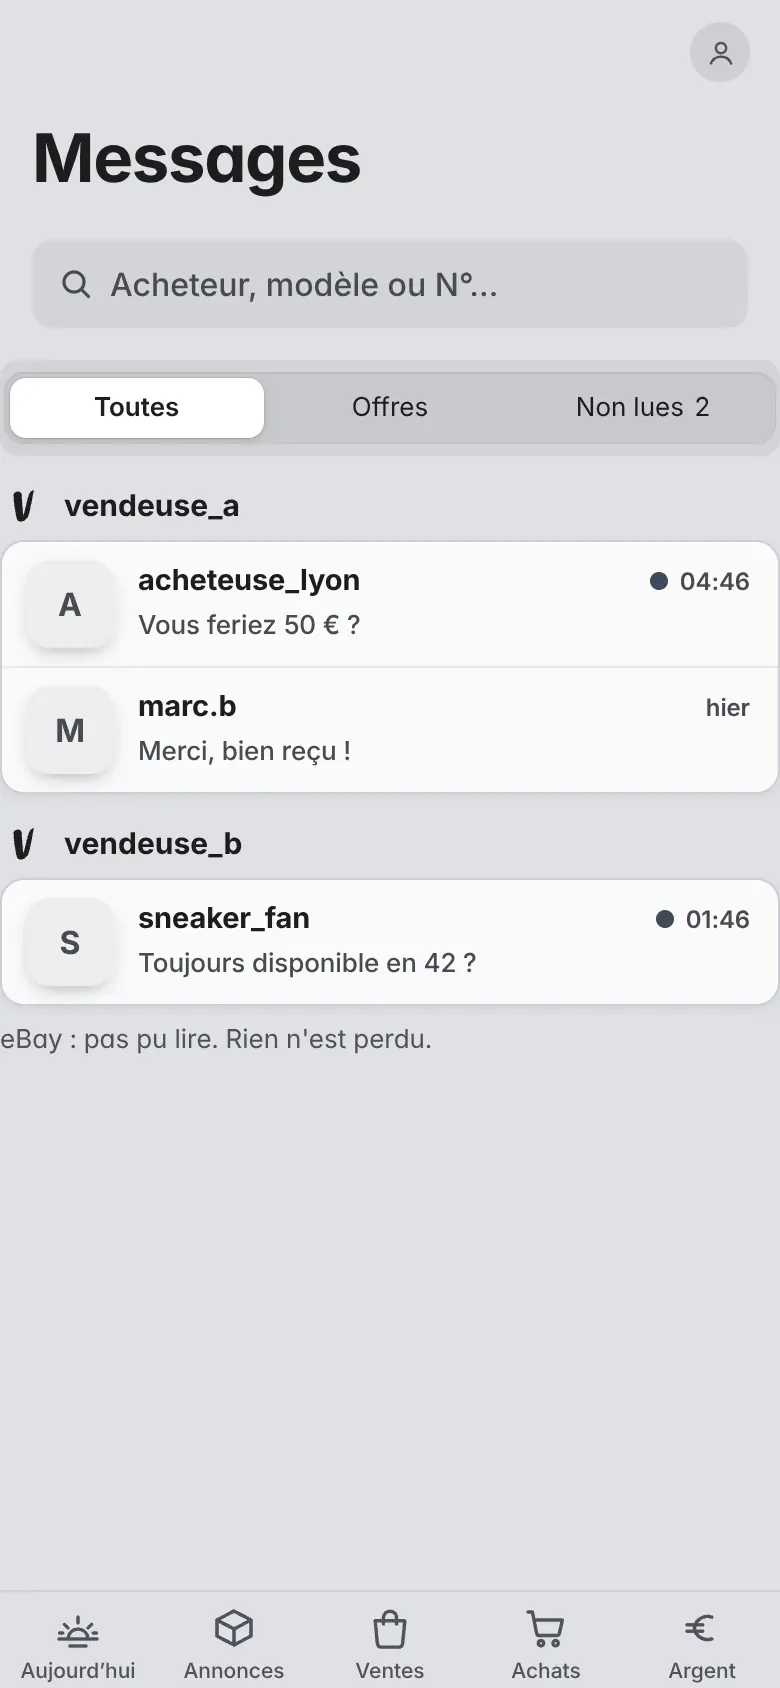 Messages
Acheteur, modèle ou N°...
Toutes
Offres
Non lues 2
vendeuse_a
A
acheteuse_lyon
04:46
Vous feriez 50 € ?
M
marc.b
hier
Merci, bien reçu !
vendeuse_b
S
sneaker_fan
01:46
Toujours disponible en 42 ?
eBay : pas pu lire. Rien n'est perdu.
Aujourd’hui
Annonces
Ventes
Achats
Argent